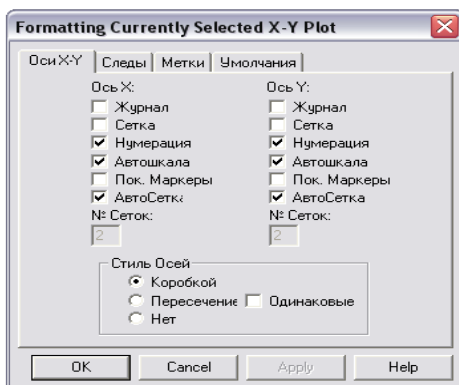 Formatting Currently Selected X-Y Plot
Оси X-Y Следы Метки Умолчания
Ось X: Ось Y:
Журнал Журнал
Сетка Сетка
Нумерация Нумерация
Автошкала Автошкала
Пок. Маркеры Пок. Маркеры
АвтоСетка АвтоСетка
№ Сеток: № Сеток:
2 2
Стиль Осей
Коробкой
Пересечение Одинаковые
Нет
OK Cancel Apply Help